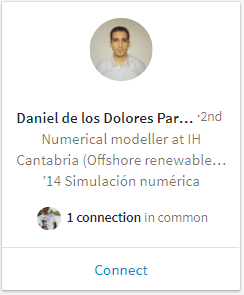 Daniel de los Dolores Par... ·2nd
Numerical modeller at IH
Cantabria (Offshore renewable...
’14 Simulación numérica
1 connection in common
Connect